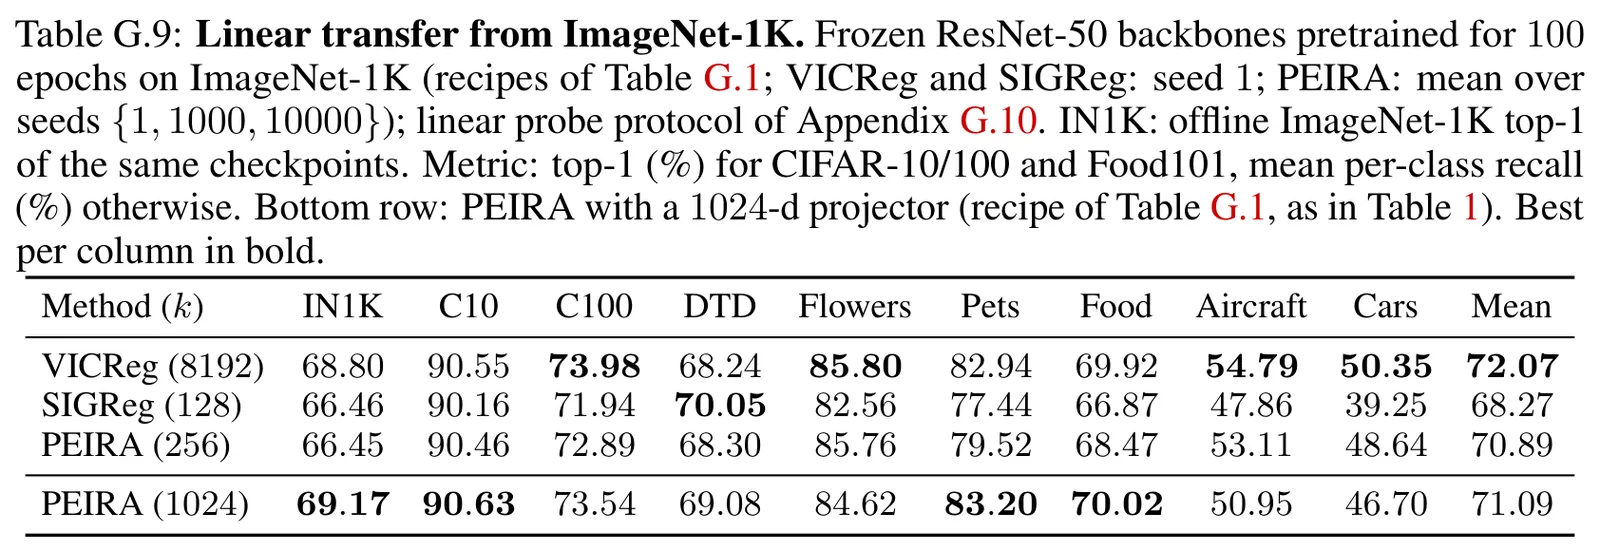 Table G.9: Linear transfer from ImageNet-1K. Frozen ResNet-50 backbones pretrained for 100
epochs on ImageNet-1K (recipes of Table G.1; VICReg and SIGReg: seed 1; PEIRA: mean over
seeds {1, 1000, 10000}); linear probe protocol of Appendix G.10. IN1K: offline ImageNet-1K top-1
of the same checkpoints. Metric: top-1 (%) for CIFAR-10/100 and Food101, mean per-class recall
(%) otherwise. Bottom row: PEIRA with a 1024-d projector (recipe of Table G.1, as in Table 1). Best
per column in bold.
Method (k) IN1K C10 C100 DTD Flowers Pets Food Aircraft Cars Mean
VICReg (8192) 68.80 90.55 73.98 68.24 85.80 82.94 69.92 54.79 50.35 72.07
SIGReg (128) 66.46 90.16 71.94 70.05 82.56 77.44 66.87 47.86 39.25 68.27
PEIRA (256) 66.45 90.46 72.89 68.30 85.76 79.52 68.47 53.11 48.64 70.89
PEIRA (1024) 69.17 90.63 73.54 69.08 84.62 83.20 70.02 50.95 46.70 71.09